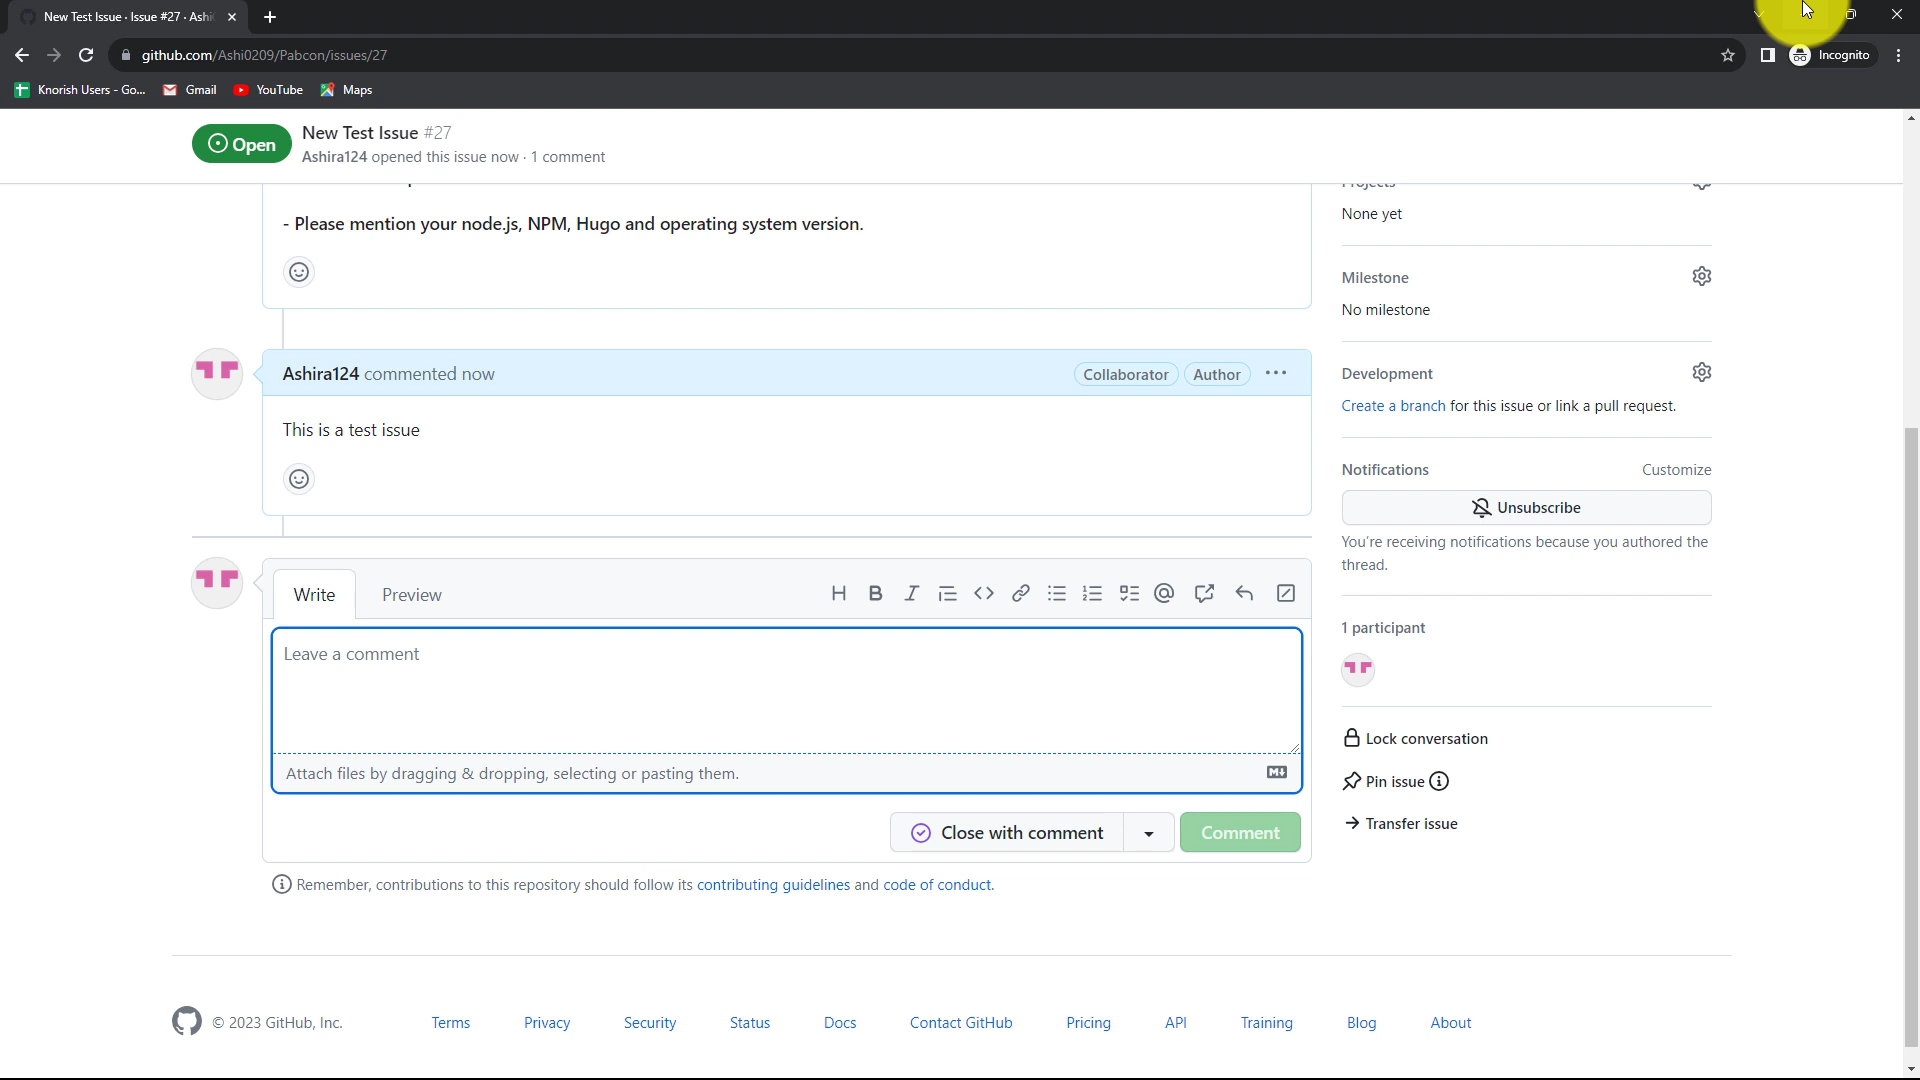 New Test Issue · Issue #27 · Ashi
github.com/Ashi0209/Pabcon/issues/27
Incognito
Knorish Users - Go...
Gmail
YouTube
Maps
Open
New Test Issue #27
Ashira124 opened this issue now · 1 comment
Projects
None yet
- Please mention your node.js, NPM, Hugo and operating system version.
Milestone
No milestone
Ashira124 commented now
Collaborator
Author
Development
Create a branch for this issue or link a pull request.
This is a test issue
Notifications
Customize
Unsubscribe
You're receiving notifications because you authored the
thread.
Write
Preview
1 participant
Leave a comment
Attach files by dragging & dropping, selecting or pasting them.
Lock conversation
Pin issue
Transfer issue
Close with comment
Comment
Remember, contributions to this repository should follow its contributing guidelines and code of conduct.
© 2023 GitHub, Inc.
Terms
Privacy
Security
Status
Docs
Contact GitHub
Pricing
API
Training
Blog
About